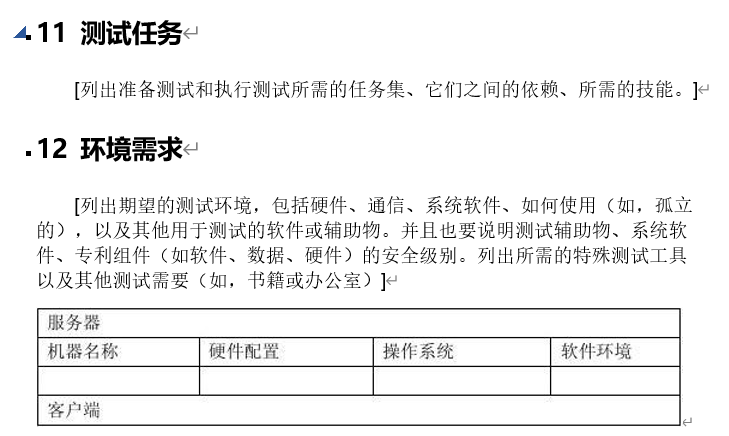 11 测试任务
[列出准备测试和执行测试所需的任务集、它们之间的依赖、所需的技能。]
12 环境需求
[列出期望的测试环境，包括硬件、通信、系统软件、如何使用（如，孤立
的），以及其他用于测试的软件或辅助物。并且也要说明测试辅助物、系统软
件、专利组件（如软件、数据、硬件）的安全级别。列出所需的特殊测试工具
以及其他测试需要（如，书籍或办公室）]
服务器
机器名称 硬件配置 操作系统 软件环境
客户端